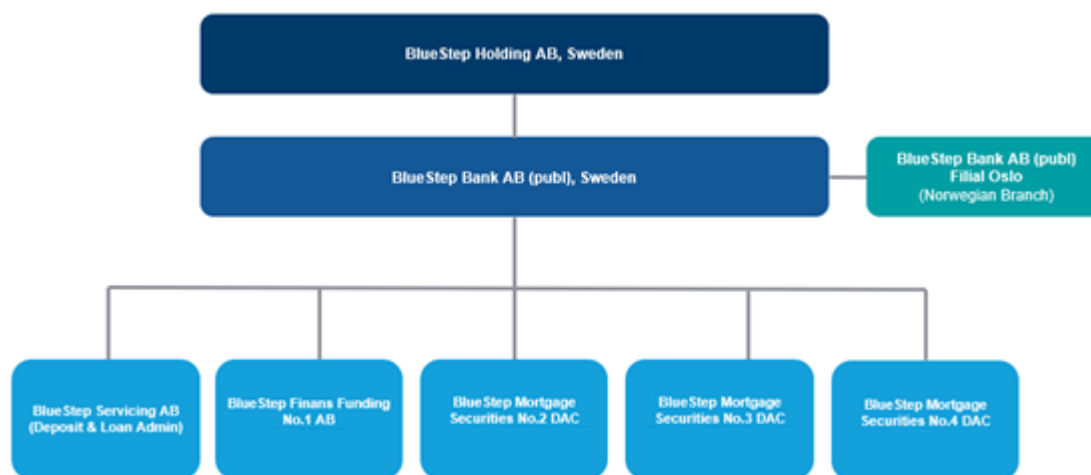 BlueStep Holding AB, Sweden
BlueStep Bank AB (publ), Sweden
BlueStep Bank AB (publ)
Filial Oslo
(Norwegian Branch)
BlueStep Servicing AB
(Deposit & Loan Admin)
BlueStep Finans Funding
No.1 AB
BlueStep Mortgage
Securities No.2 DAC
BlueStep Mortgage
Securities No.3 DAC
BlueStep Mortgage
Securities No.4 DAC